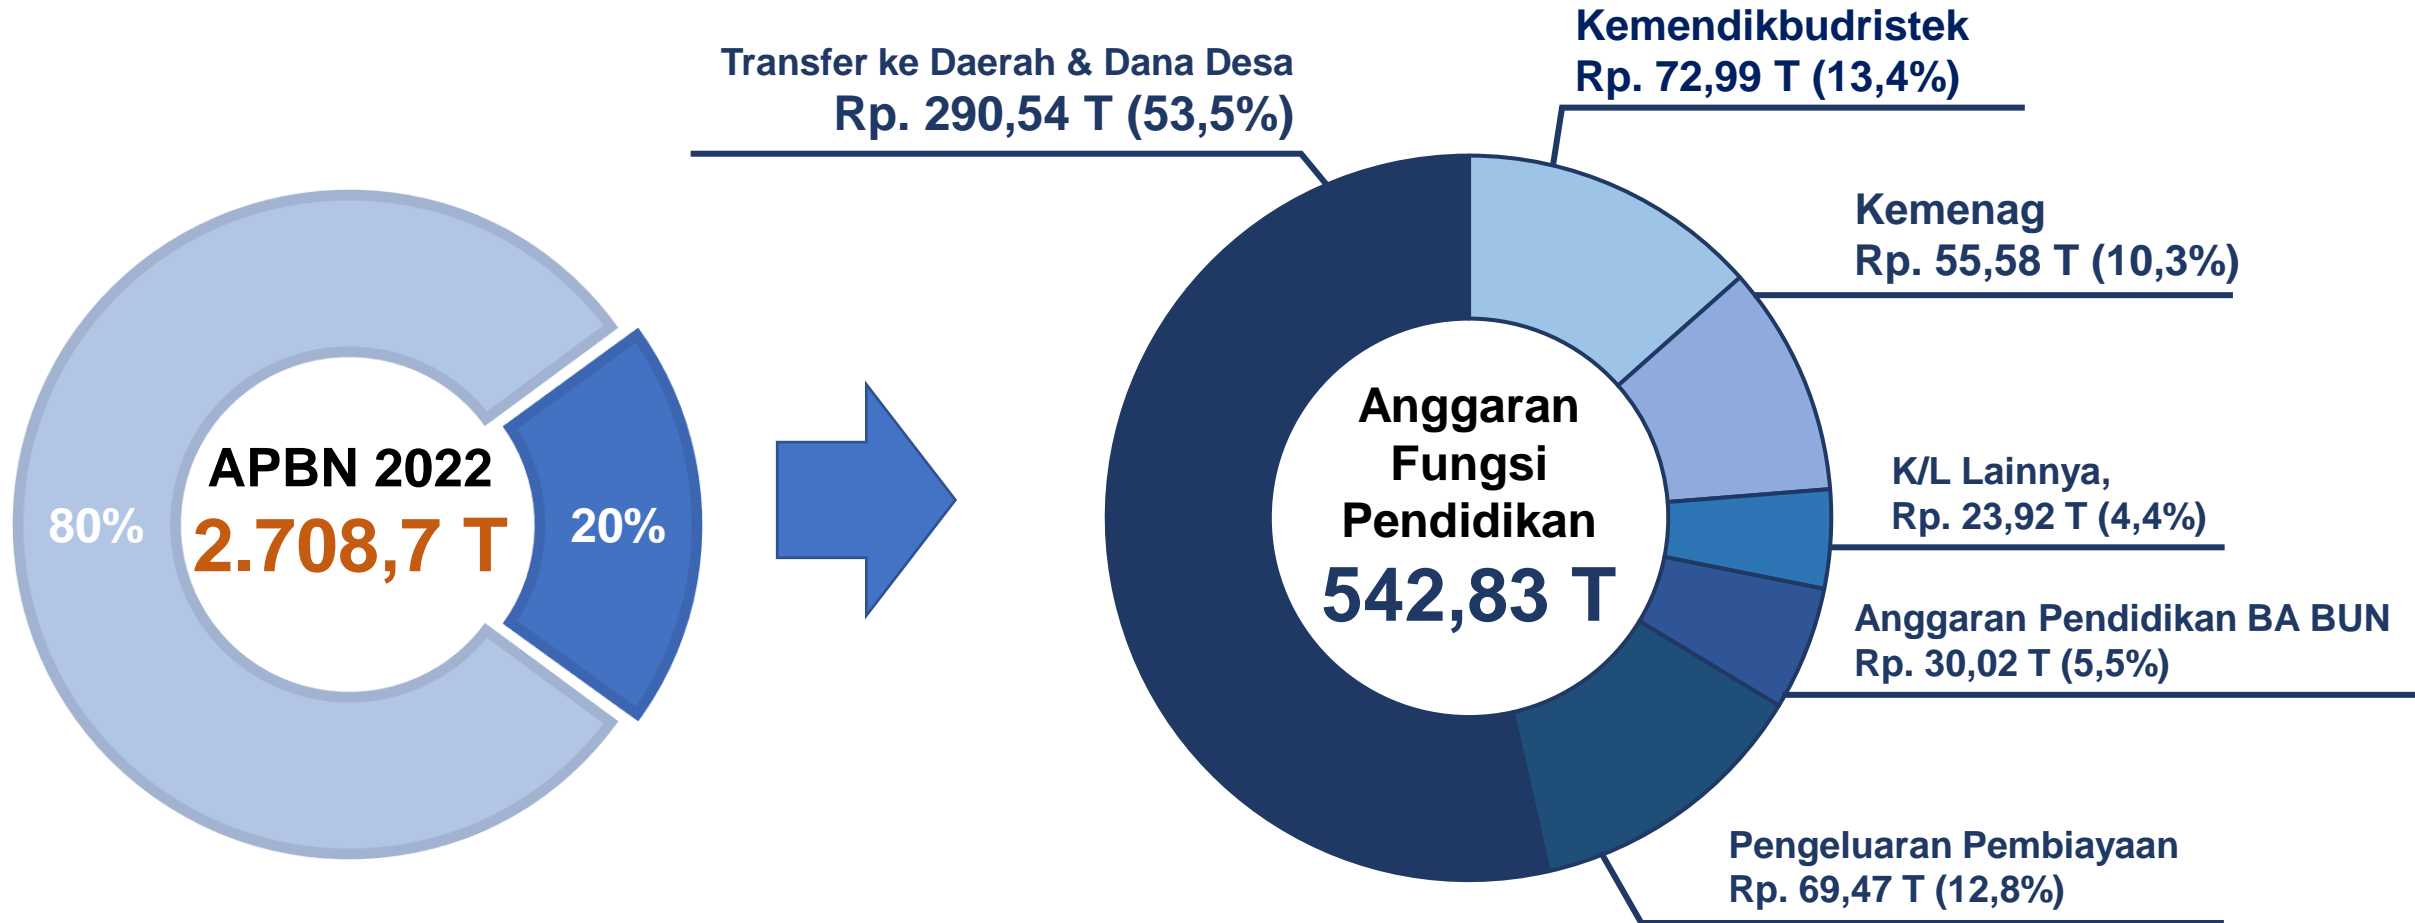 Transfer ke Daerah & Dana Desa
Rp. 290,54 T (53,5%)
Kemendikbudristek
Rp. 72,99 T (13,4%)
Kemenag
Rp. 55,58 T (10,3%)
APBN 2022
2.708,7 T
80%
20%
Anggaran
Fungsi
Pendidikan
542,83 T
K/L Lainnya,
Rp. 23,92 T (4,4%)
Anggaran Pendidikan BA BUN
Rp. 30,02 T (5,5%)
Pengeluaran Pembiayaan
Rp. 69,47 T (12,8%)